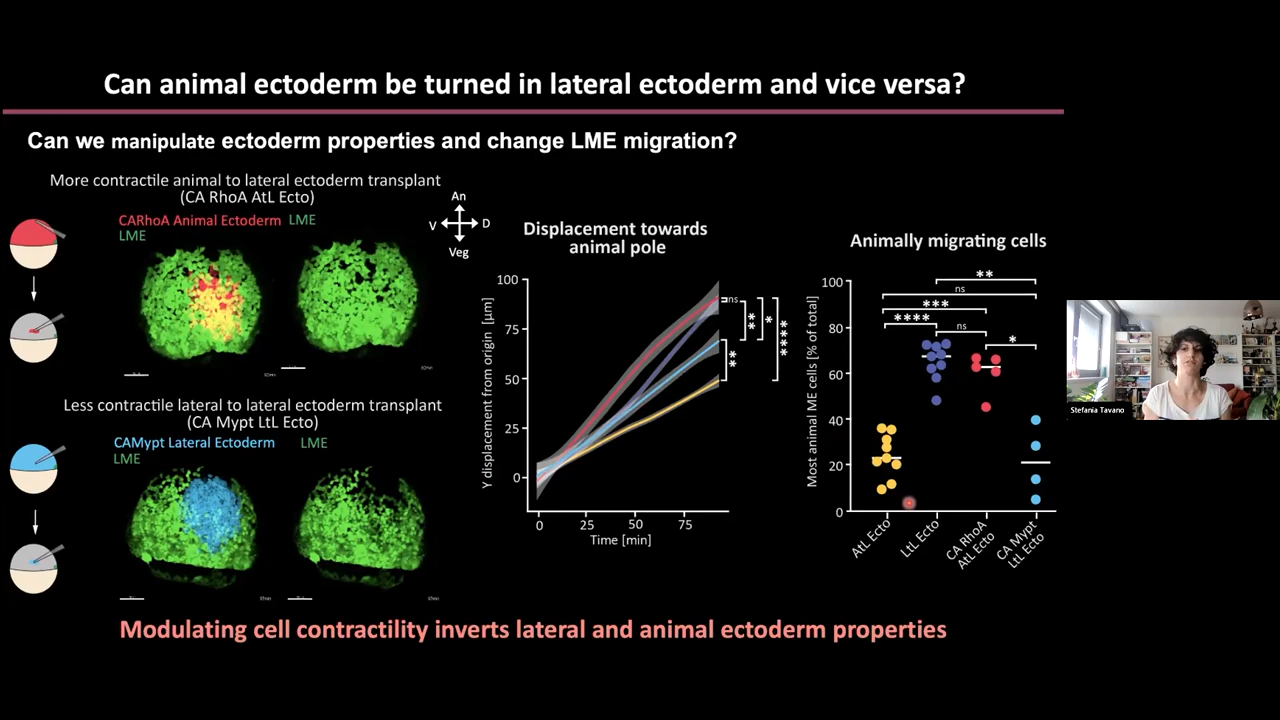 Can animal ectoderm be turned in lateral ectoderm and vice versa?
Can we manipulate ectoderm properties and change LME migration?
More contractile animal to lateral ectoderm transplant
(CA RhoA AtL Ecto)
CARhoA Animal Ectoderm LME
LME
An
V D
Veg
Less contractile lateral to lateral ectoderm transplant
(CA Mypt LtL Ecto)
CAMypt Lateral Ectoderm LME
LME
Displacement towards
animal pole
Y displacement from origin [µm]
100
75
50
25
0
0 25 50 75
Time [min]
ns
**
*
****
**
Animally migrating cells
Most animal ME cells [% of total]
100
80
60
40
20
0
**
ns
***
**** ns
*
AtL Ecto
LtL Ecto
CA RhoA
AtL Ecto
CA Mypt
LtL Ecto
Stefania Tavano
Modulating cell contractility inverts lateral and animal ectoderm properties